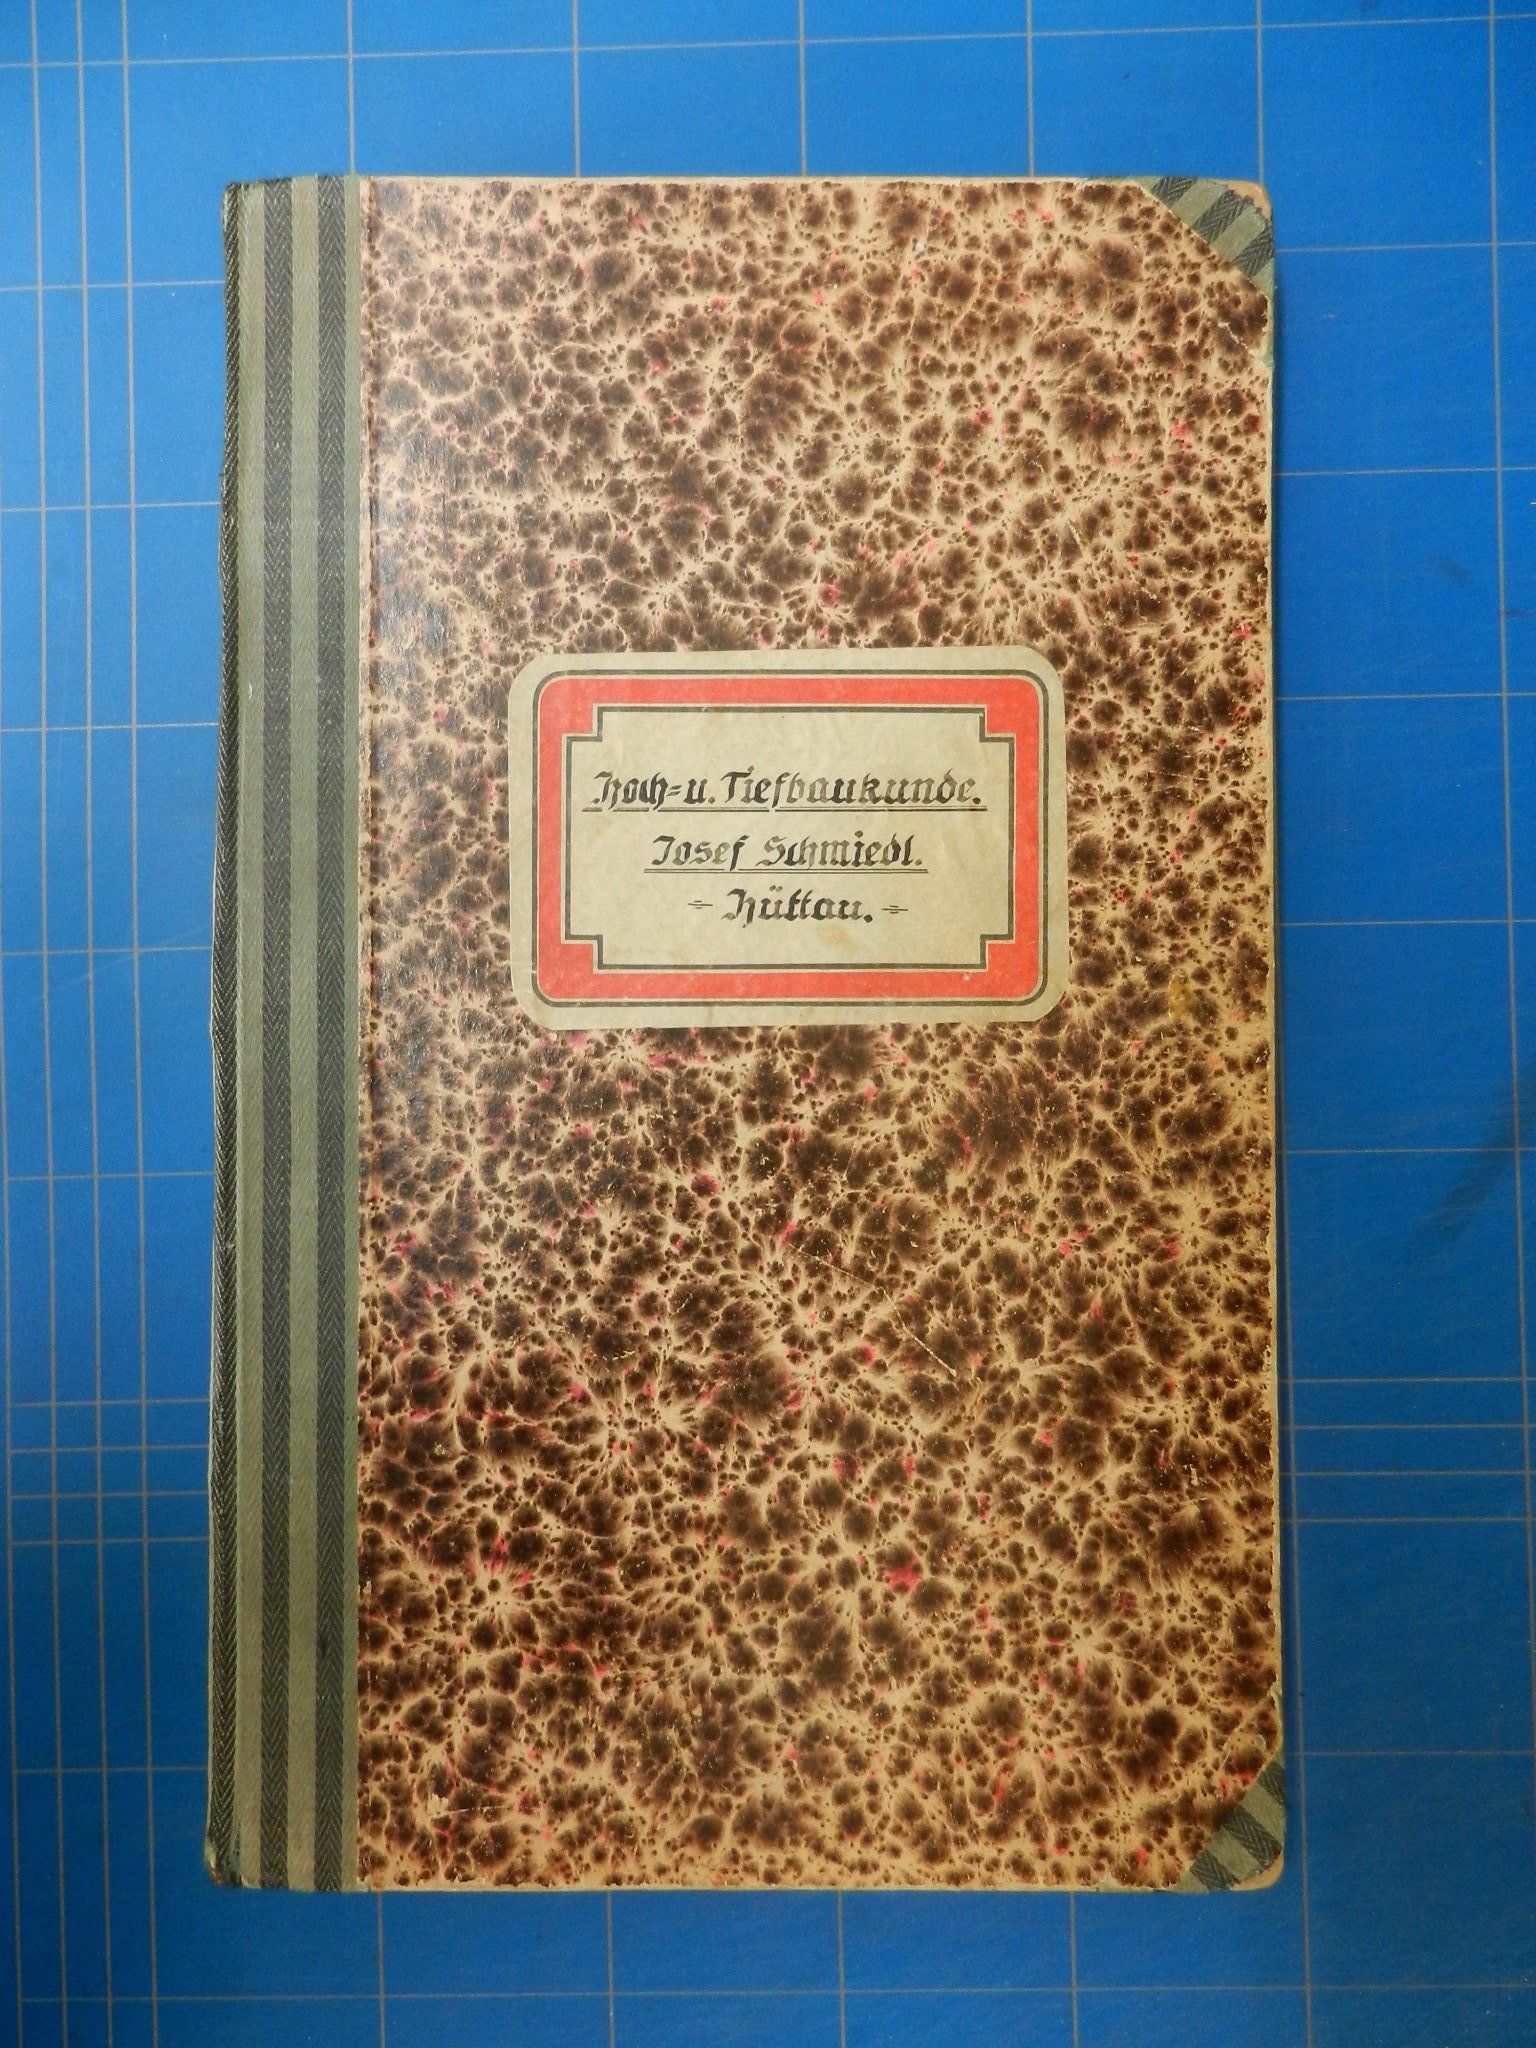 Hoch=u. Tiefbaukunde.
Josef Schmiedl.
Hüttau.